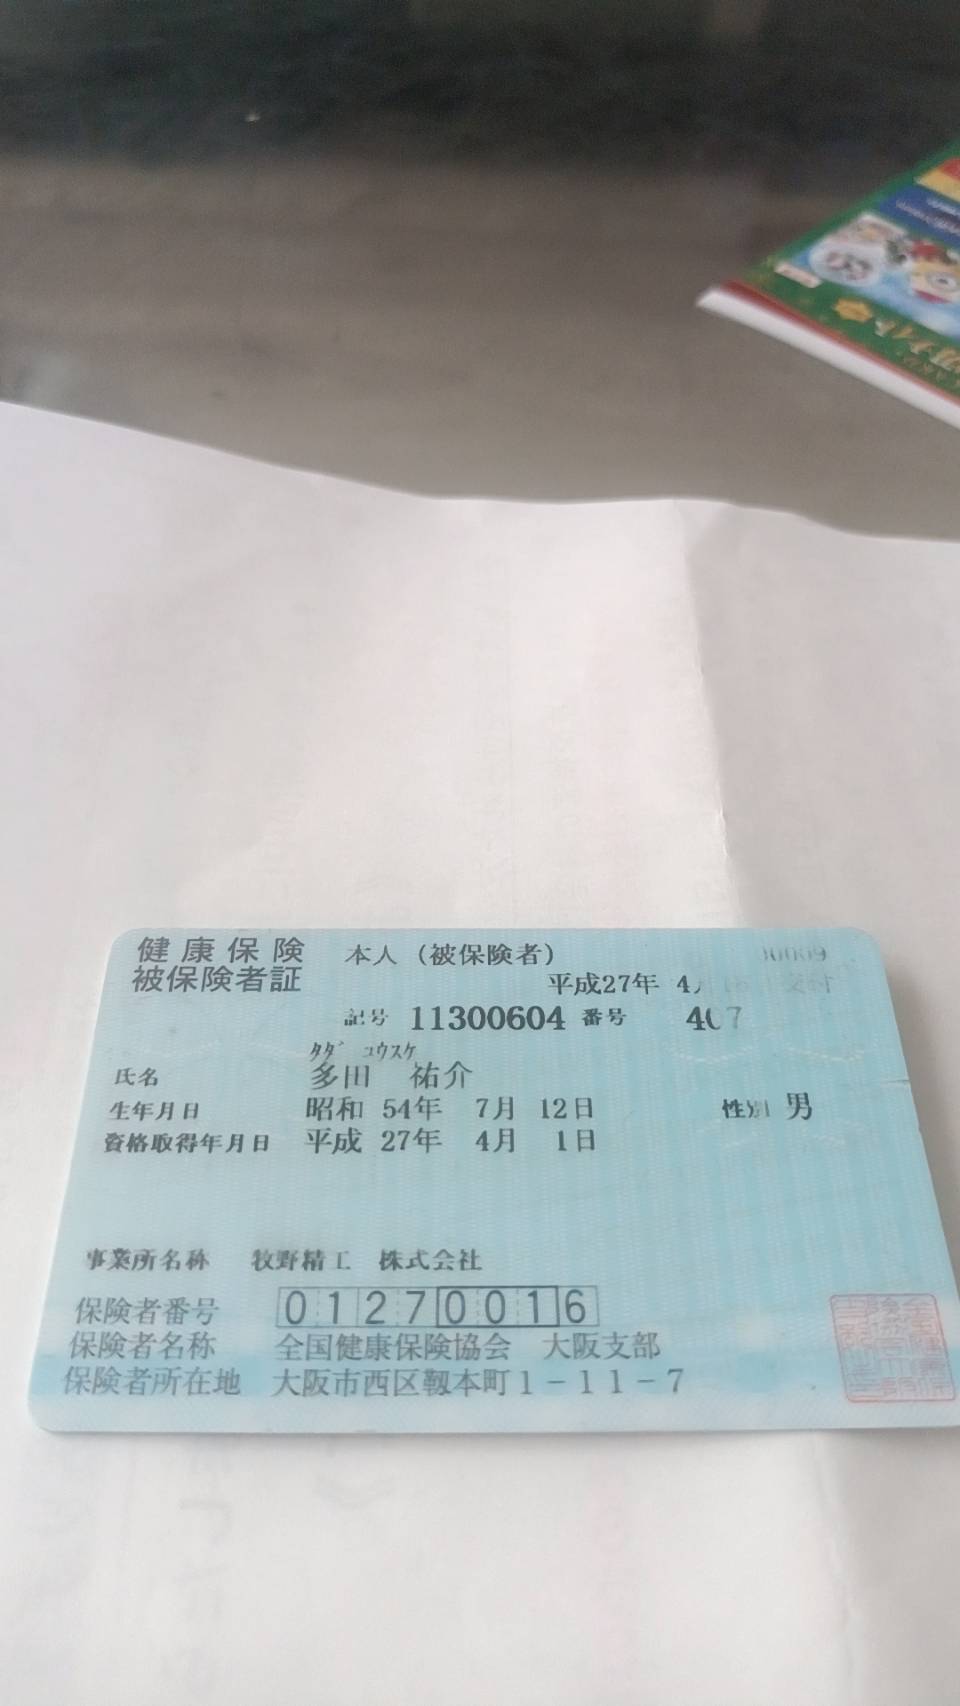 健康保険 本人(被保険者) 30009
被保険者証
平成27年 4月
記号 11300604 番号 407
タダ ユウスケ
氏名 多田 祐介
生年月日 昭和 54年 7月 12日 性別 男
資格取得年月日 平成 27年 4月 1日
事業所名称 牧野精工 株式会社
保険者番号 01270016
保険者名称 全国健康保険協会 大阪支部
保険者所在地 大阪市西区靱本町1-11-7